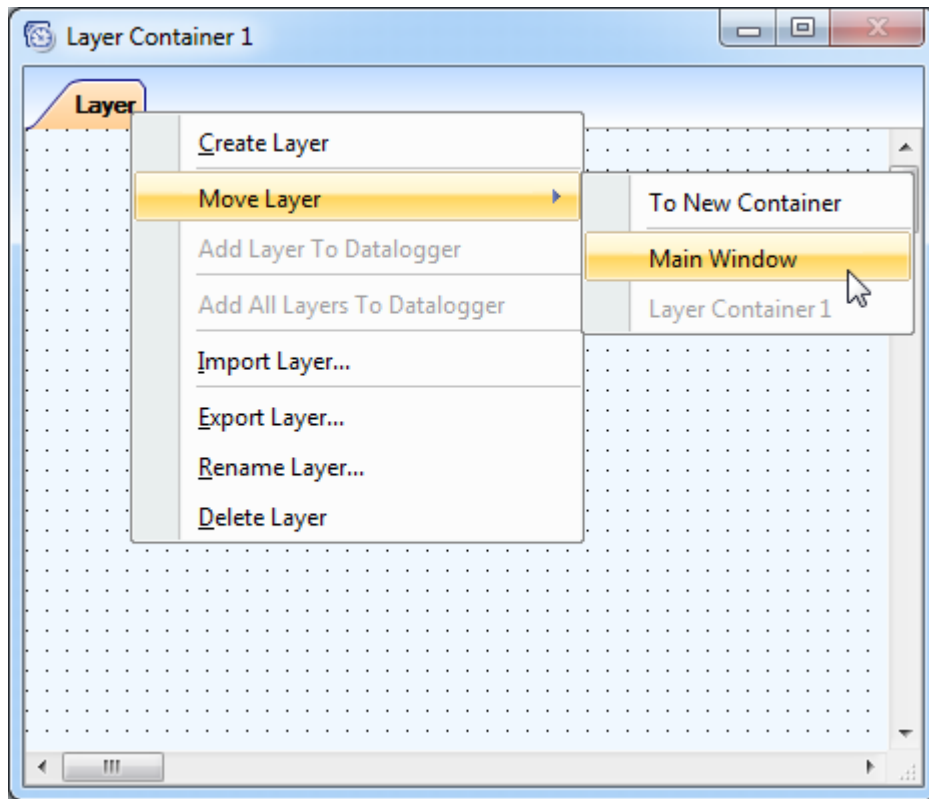 Layer Container 1
Layer
Create Layer
Move Layer
To New Container
Add Layer To Datalogger
Main Window
Add All Layers To Datalogger
Layer Container 1
Import Layer...
Export Layer...
Rename Layer...
Delete Layer